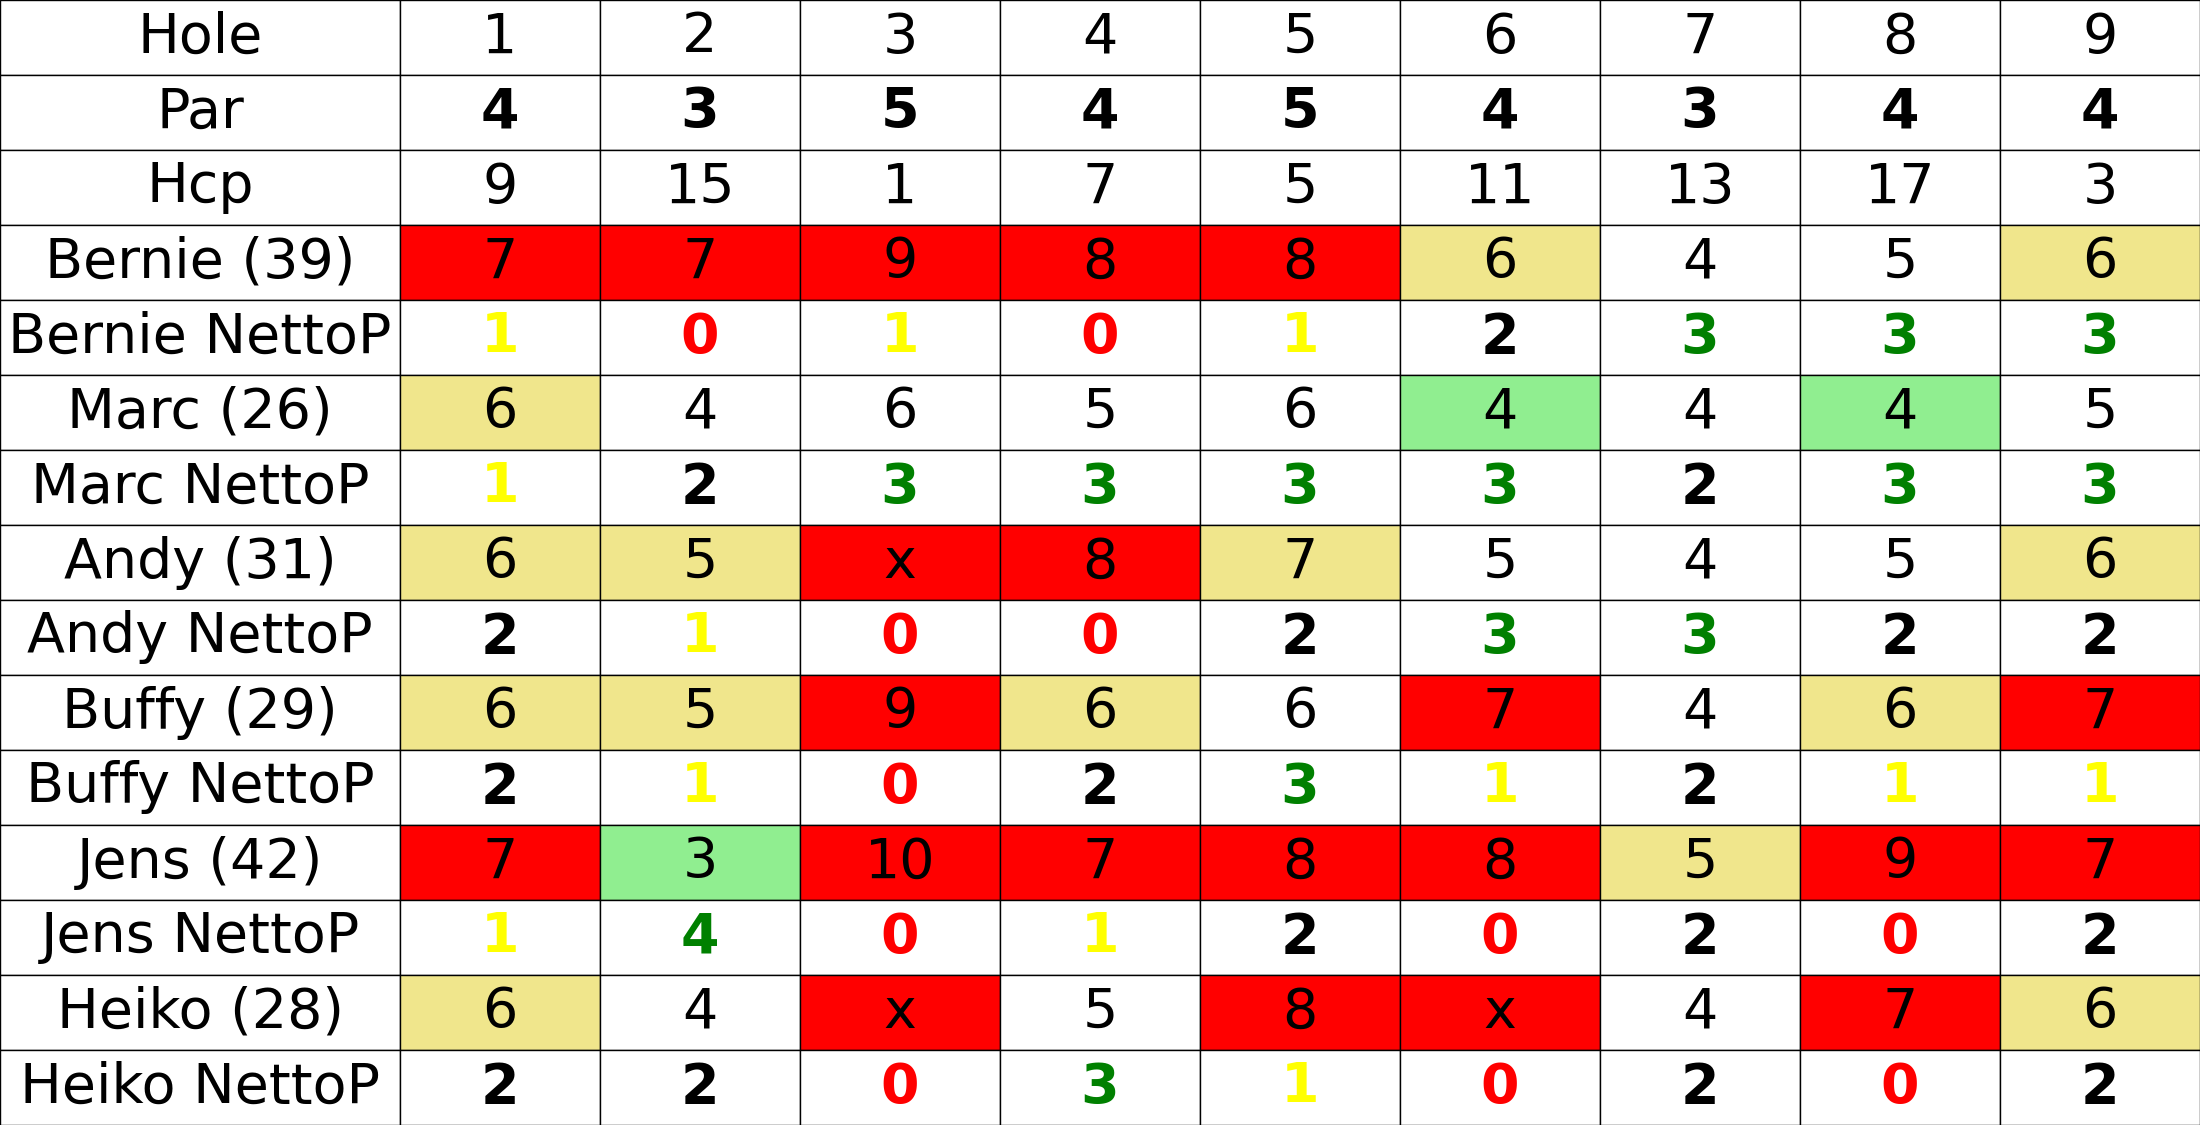 Hole 1 2 3 4 5 6 7 8 9
Par 4 3 5 4 5 4 3 4 4
Hcp 9 15 1 7 5 11 13 17 3
Bernie (39) 7 7 9 8 8 6 4 5 6
Bernie NettoP 1 0 1 0 1 2 3 3 3
Marc (26) 6 4 6 5 6 4 4 4 5
Marc NettoP 1 2 3 3 3 3 2 3 3
Andy (31) 6 5 x 8 7 5 4 5 6
Andy NettoP 2 1 0 0 2 3 3 2 2
Buffy (29) 6 5 9 6 6 7 4 6 7
Buffy NettoP 2 1 0 2 3 1 2 1 1
Jens (42) 7 3 10 7 8 8 5 9 7
Jens NettoP 1 4 0 1 2 0 2 0 2
Heiko (28) 6 4 x 5 8 x 4 7 6
Heiko NettoP 2 2 0 3 1 0 2 0 2